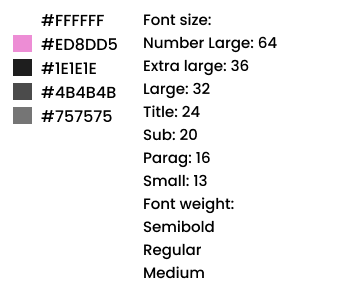 #FFFFFF
#ED8DD5
#1E1E1E
#4B4B4B
#757575
Font size:
Number Large: 64
Extra large: 36
Large: 32
Title: 24
Sub: 20
Parag: 16
Small: 13
Font weight:
Semibold
Regular
Medium